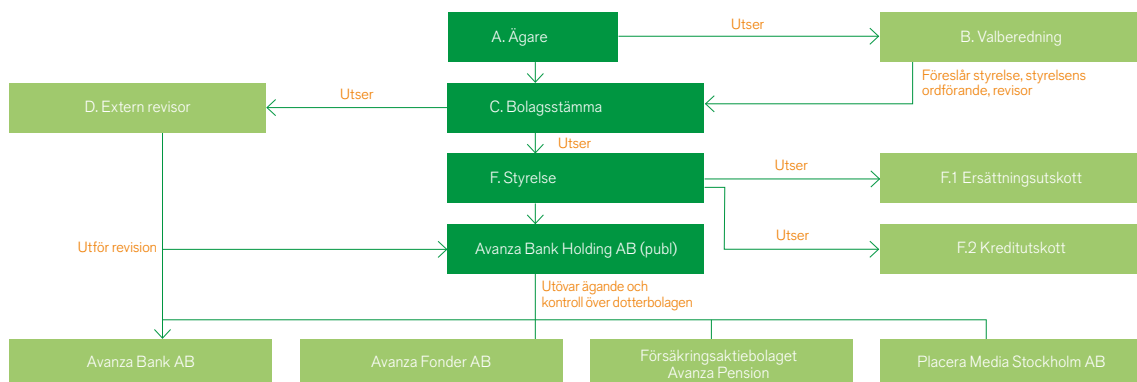 A. Ägare
Utser
B. Valberedning
Föreslår styrelse, styrelsens
ordförande, revisor
D. Extern revisor
Utser
C. Bolagsstämma
Utser
F. Styrelse
Utser
F.1 Ersättningsutskott
Utför revision
Avanza Bank Holding AB (publ)
Utser
F.2 Kreditutskott
Utövar ägande och
kontroll över dotterbolagen
Avanza Bank AB
Avanza Fonder AB
Försäkringsaktiebolaget
Avanza Pension
Placera Media Stockholm AB